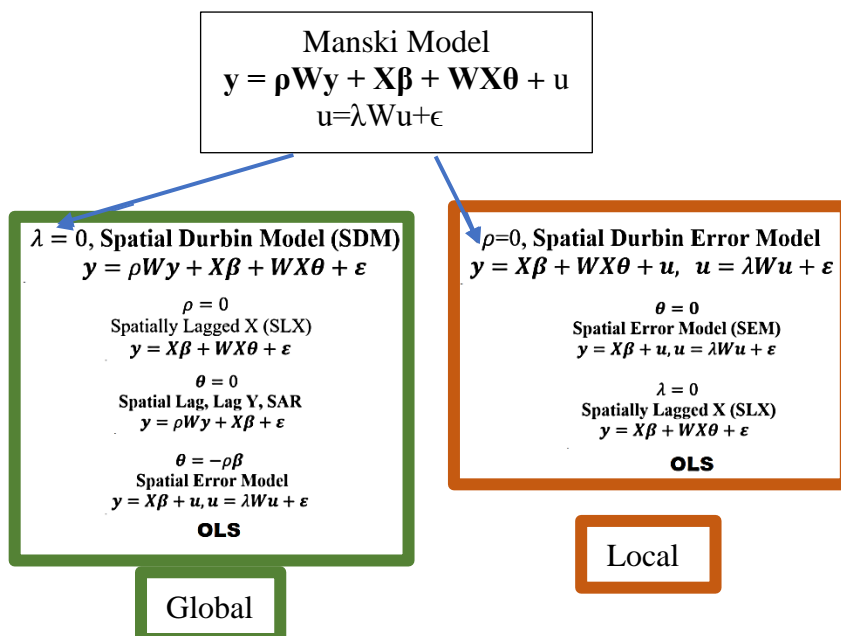 Manski Model
y = ρWy + Xβ + WXθ + u
u=λWu+ϵ
λ = 0, Spatial Durbin Model (SDM)
y = ρWy + Xβ + WXθ + ε
ρ = 0
Spatially Lagged X (SLX)
y = Xβ + WXθ + ε
θ = 0
Spatial Lag, Lag Y, SAR
y = ρWy + Xβ + ε
θ = −ρβ
Spatial Error Model
y = Xβ + u, u = λWu + ε
OLS
Global
ρ=0, Spatial Durbin Error Model
y = Xβ + WXθ + u, u = λWu + ε
θ = 0
Spatial Error Model (SEM)
y = Xβ + u, u = λWu + ε
λ = 0
Spatially Lagged X (SLX)
y = Xβ + WXθ + ε
OLS
Local